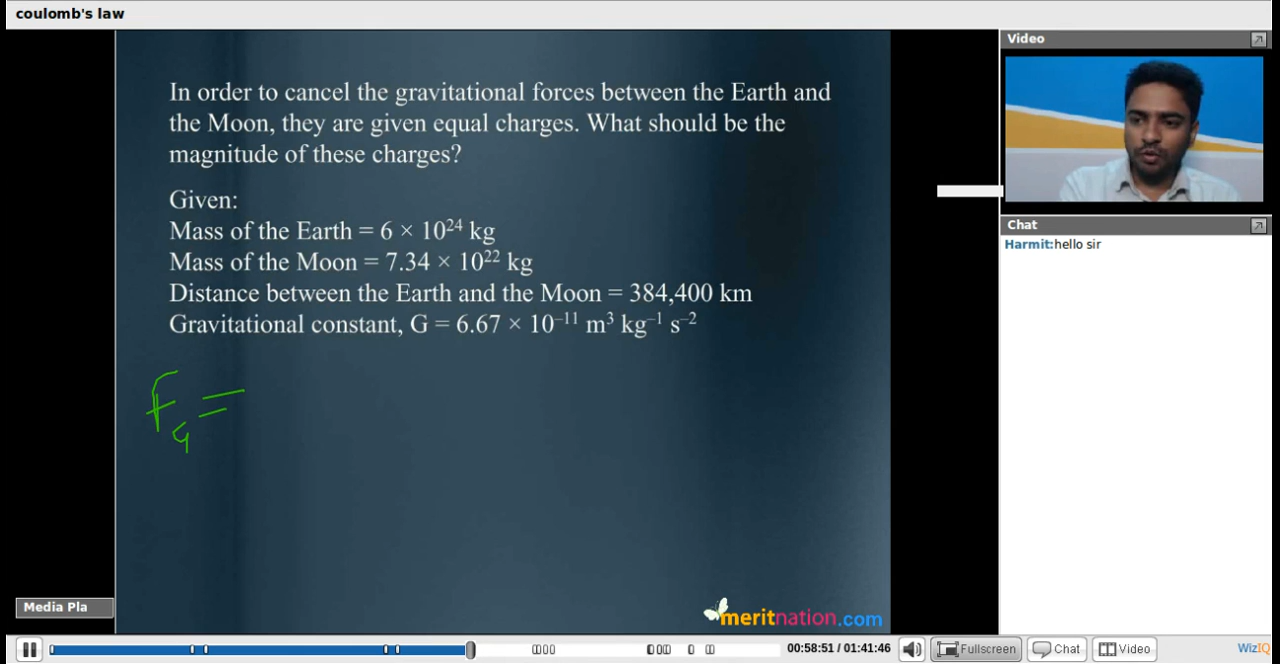 coulomb's law
In order to cancel the gravitational forces between the Earth and
the Moon, they are given equal charges. What should be the
magnitude of these charges?
Given:
Mass of the Earth = 6 × 10²⁴ kg
Mass of the Moon = 7.34 × 10²² kg
Distance between the Earth and the Moon = 384,400 km
Gravitational constant, G = 6.67 × 10⁻¹¹ m³ kg⁻¹ s⁻²
F_G =
meritnation.com
Media Pla
Video
Chat
Harmit:hello sir
00:58:51 / 01:41:46
Fullscreen
Chat
Video
WizIQ